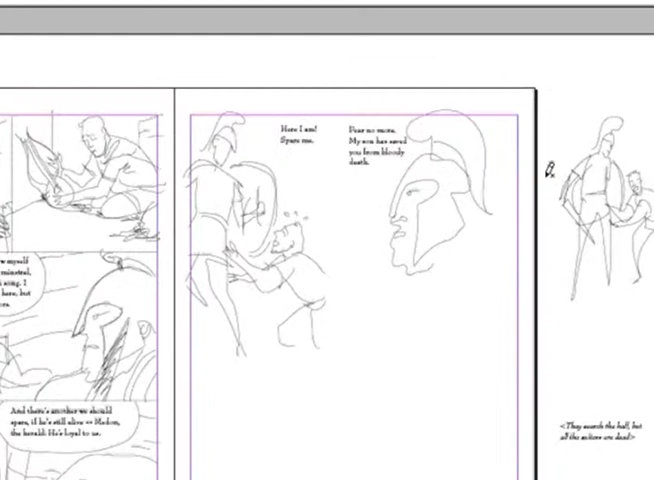 w myself
minstrel,
song. I
here, but
And there's another we should
spare, if he's still alive -- Medon,
the herald. He's loyal to us.
Here I am!
Spare me.
Fear no more.
My son has saved
you from bloody
death.
<They search the hall, but
all the suitors are dead>